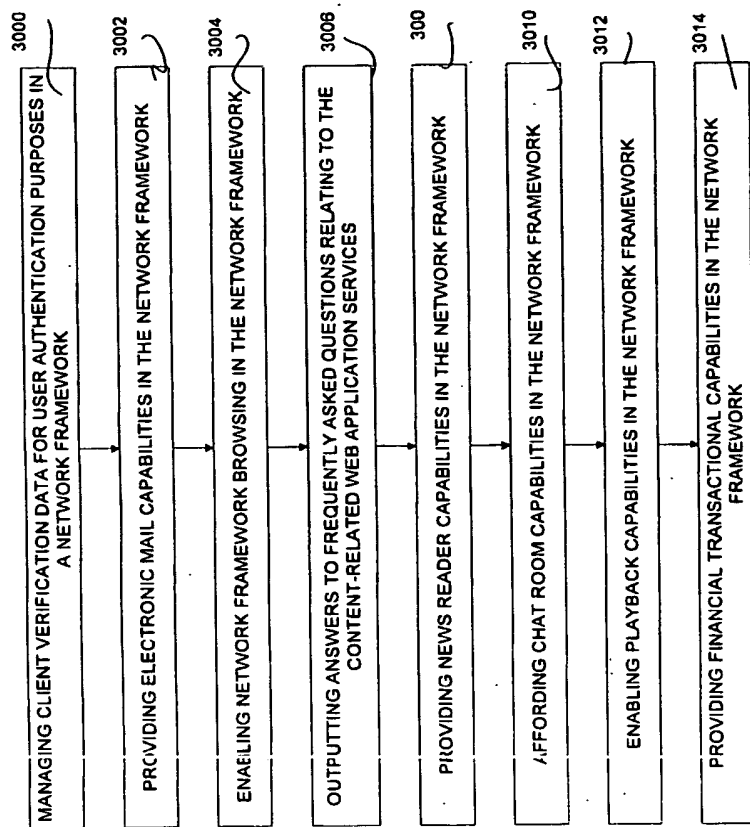 3000
MANAGING CLIENT VERIFICATION DATA FOR USER AUTHENTICATION PURPOSES IN
A NETWORK FRAMEWORK
3002
PROVIDING ELECTRONIC MAIL CAPABILITIES IN THE NETWORK FRAMEWORK
3004
ENABLING NETWORK FRAMEWORK BROWSING IN THE NETWORK FRAMEWORK
3006
OUTPUTTING ANSWERS TO FREQUENTLY ASKED QUESTIONS RELATING TO THE
CONTENT-RELATED WEB APPLICATION SERVICES
300
PROVIDING NEWS READER CAPABILITIES IN THE NETWORK FRAMEWORK
3010
AFFORDING CHAT ROOM CAPABILITIES IN THE NETWORK FRAMEWORK
3012
ENABLING PLAYBACK CAPABILITIES IN THE NETWORK FRAMEWORK
3014
PROVIDING FINANCIAL TRANSACTIONAL CAPABILITIES IN THE NETWORK
FRAMEWORK